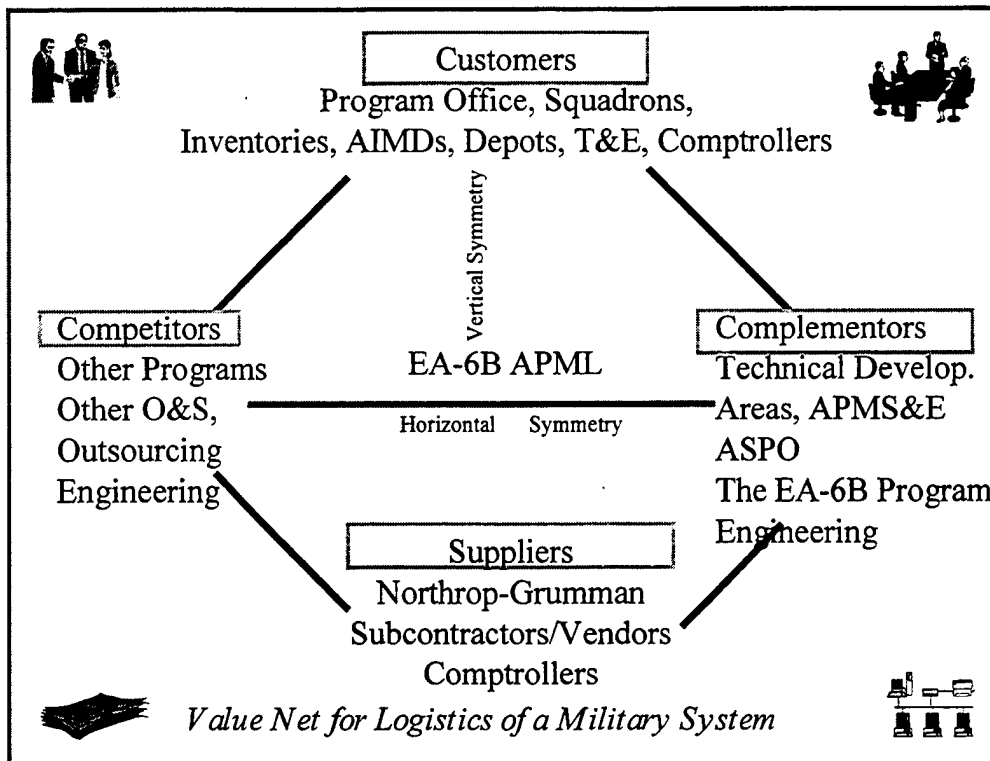 Customers
Program Office, Squadrons,
Inventories, AIMDs, Depots, T&E, Comptrollers
Vertical Symmetry
Competitors
Other Programs
Other O&S,
Outsourcing
Engineering
EA-6B APML
Horizontal Symmetry
Complementors
Technical Develop.
Areas, APMS&E
ASPO
The EA-6B Program
Engineering
Suppliers
Northrop-Grumman
Subcontractors/Vendors
Comptrollers
Value Net for Logistics of a Military System